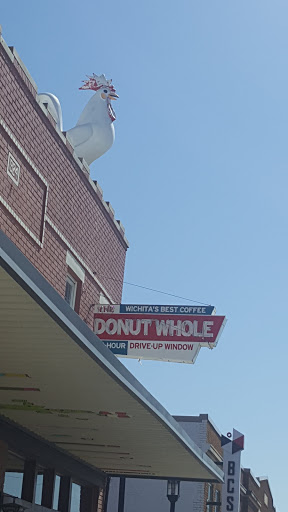 THE
WICHITA'S BEST COFFEE
DONUT WHOLE
-HOUR DRIVE-UP WINDOW
BCS